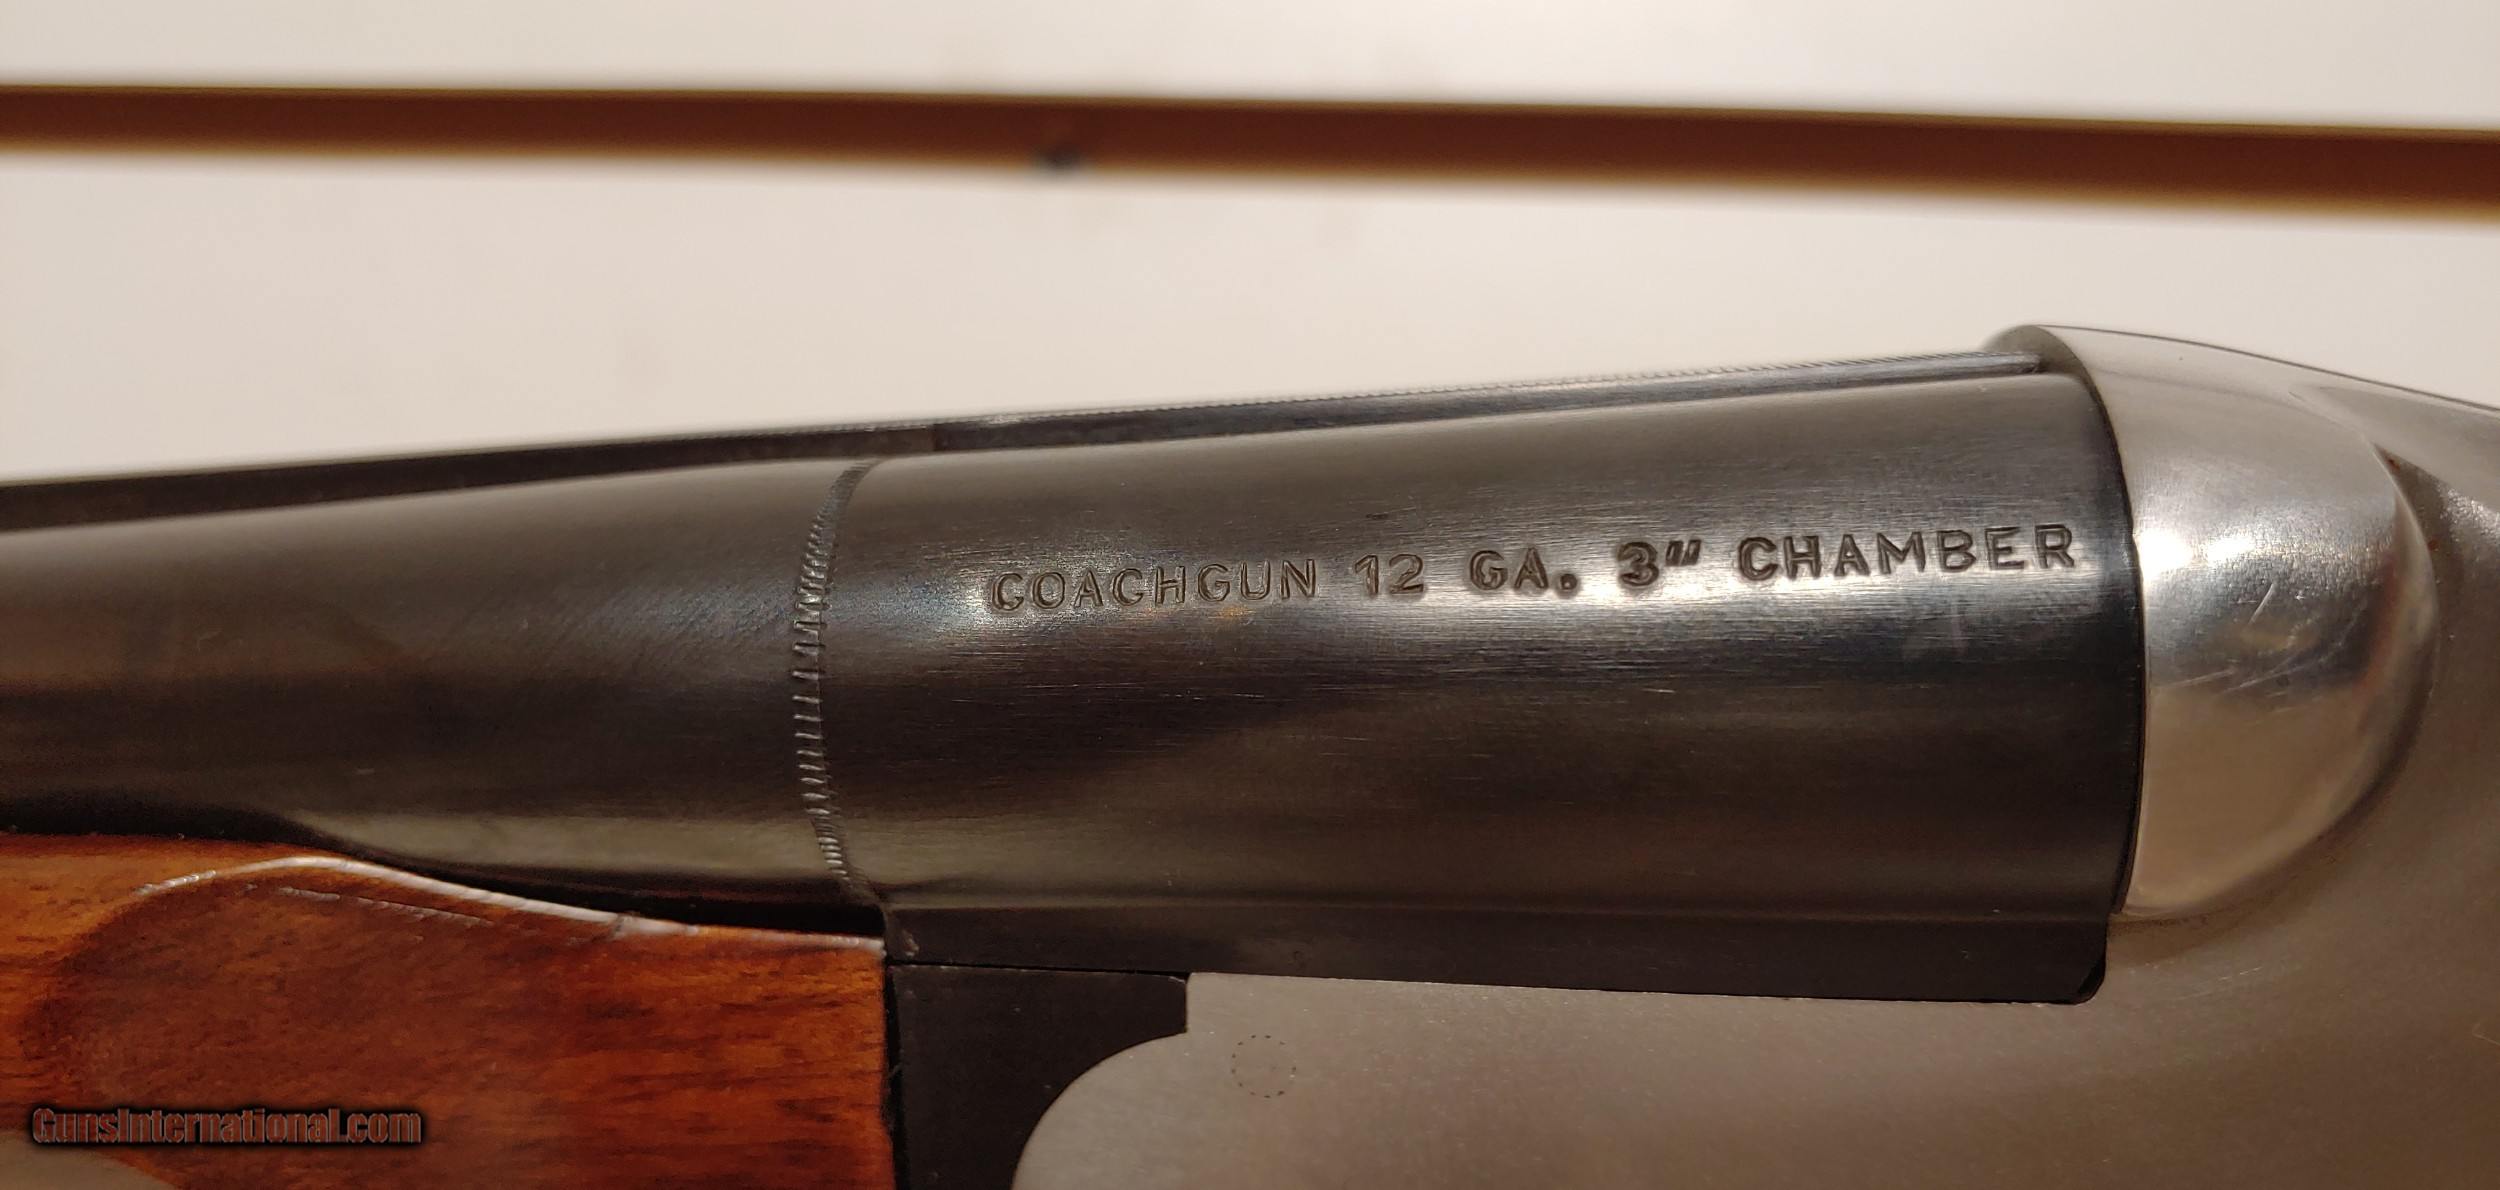 COACHGUN 12 GA. 3" CHAMBER
GunsInternational.com